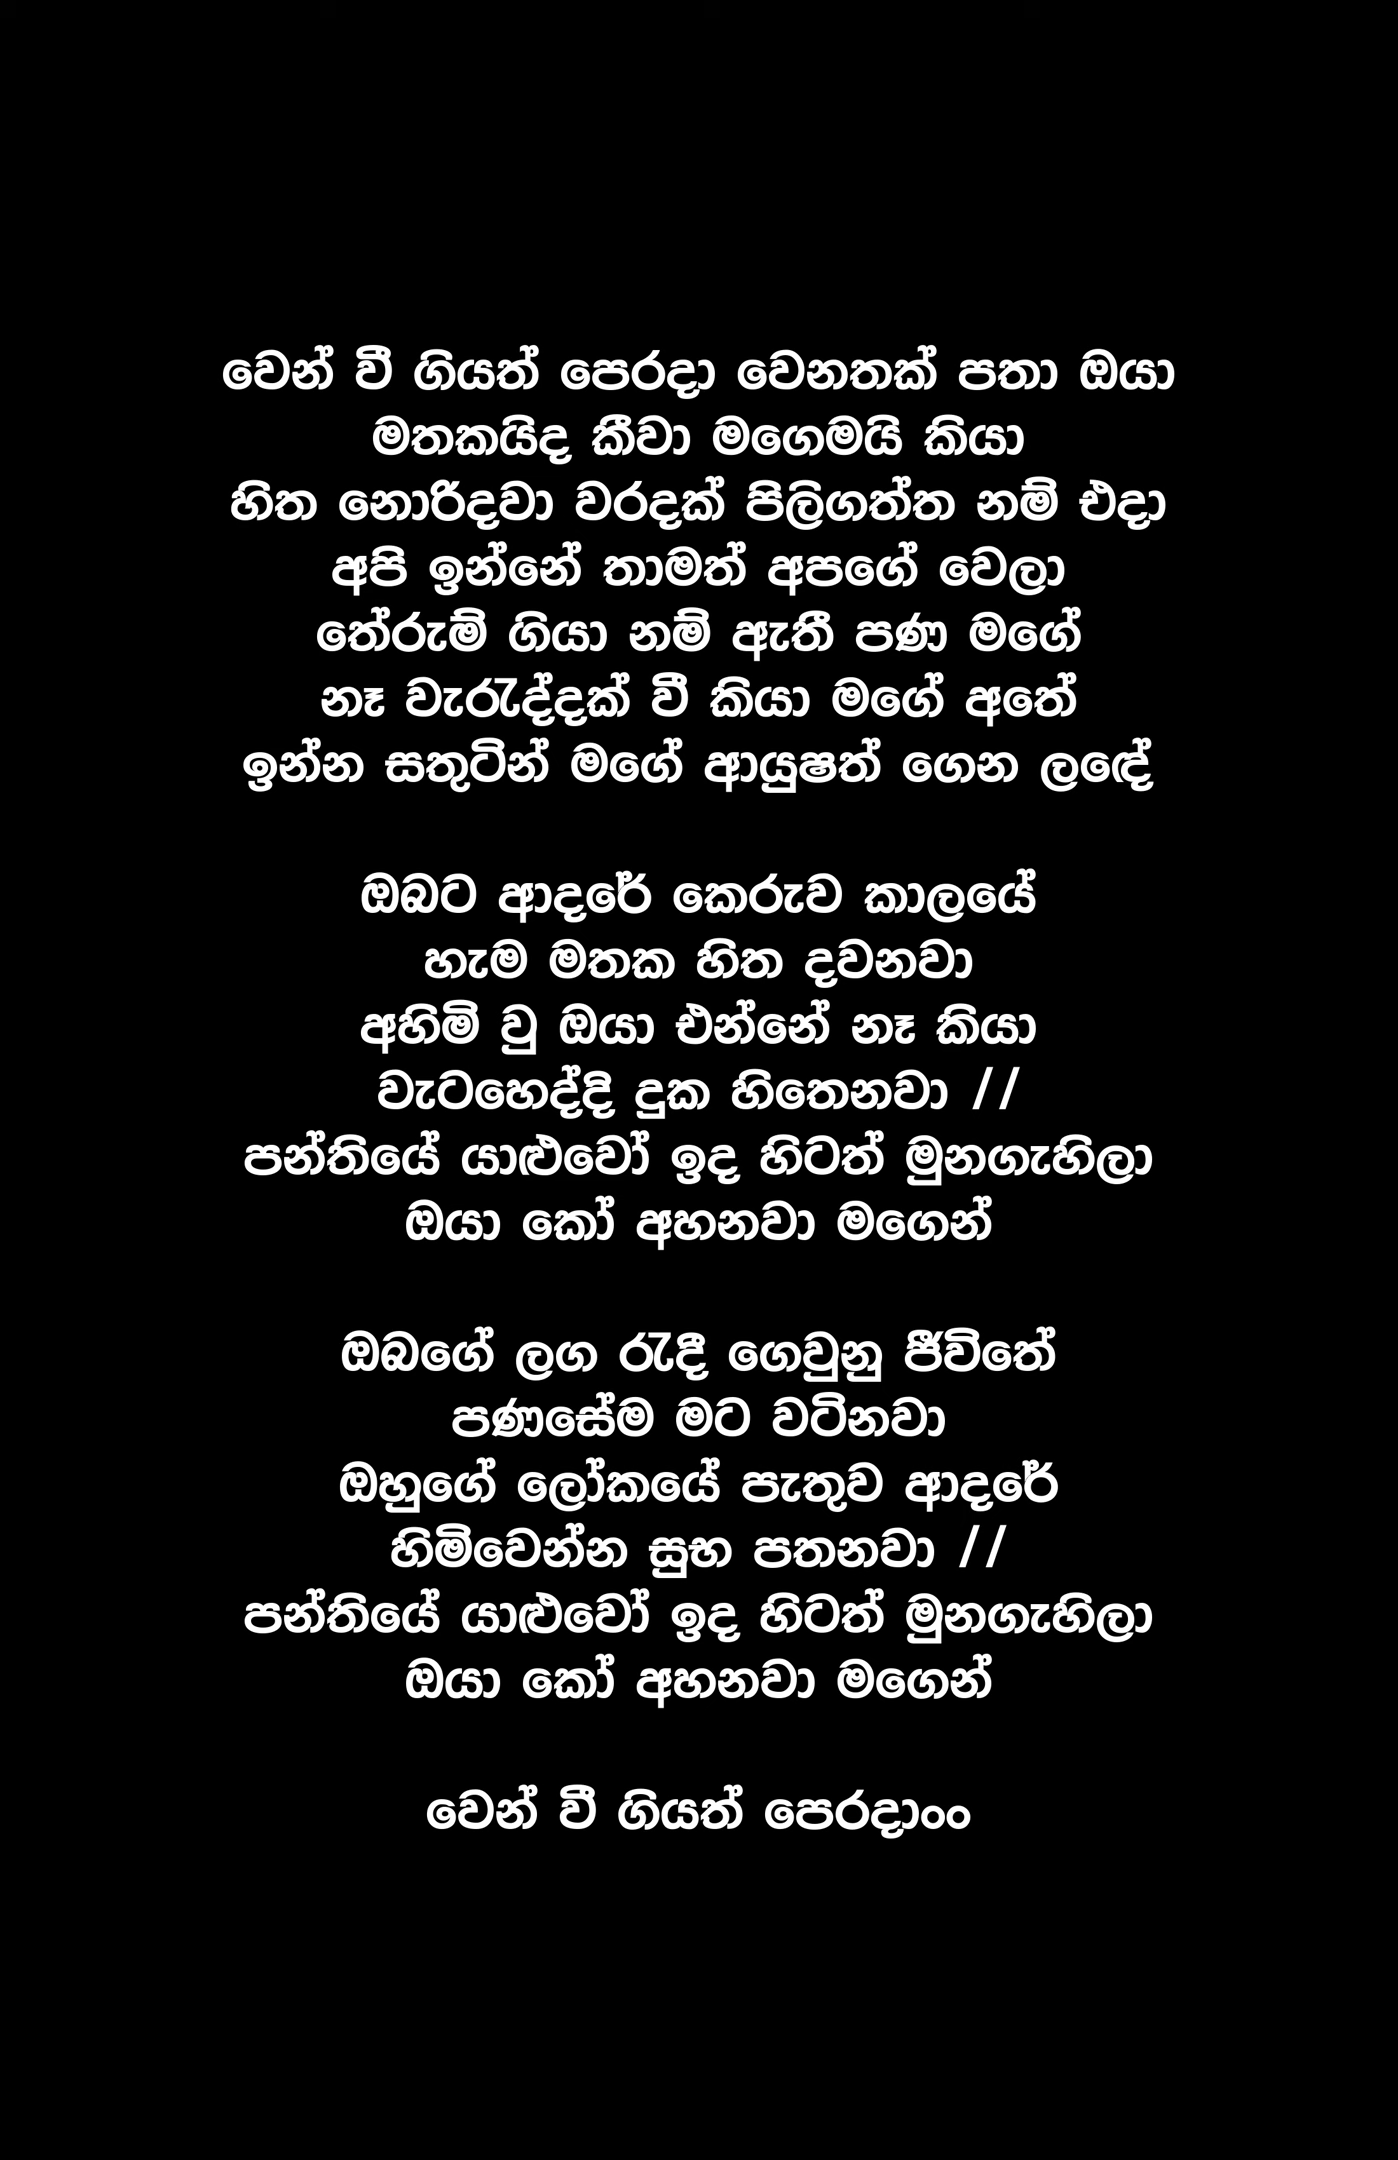 වෙන් වී ගියත් පෙරදා වෙනතක් පතා ඔයා
මතකයිද කීවා මගෙමයි කියා
හිත නොරිදවා වරදක් පිලිගත්ත නම් එදා
අපි ඉන්නේ තාමත් අපගේ වෙලා
තේරුම් ගියා නම් ඇතී පණ මගේ
නෑ වැරැද්දක් වී කියා මගේ අතේ
ඉන්න සතුටින් මගේ ආයුෂත් ගෙන ලඳේ
ඔබට ආදරේ කෙරුව කාලයේ
හැම මතක හිත දවනවා
අහිමි වු ඔයා එන්නේ නෑ කියා
වැටහෙද්දි දුක හිතෙනවා //
පන්තියේ යාළුවෝ ඉද හිටත් මුනගැහිලා
ඔයා කෝ අහනවා මගෙන්
ඔබගේ ලග රැදී ගෙවුනු ජීවිතේ
පණසේම මට වටිනවා
ඔහුගේ ලෝකයේ පැතුව ආදරේ
හිමිවෙන්න සුභ පතනවා //
පන්තියේ යාළුවෝ ඉද හිටත් මුනගැහිලා
ඔයා කෝ අහනවා මගෙන්
වෙන් වී ගියත් පෙරදාංං